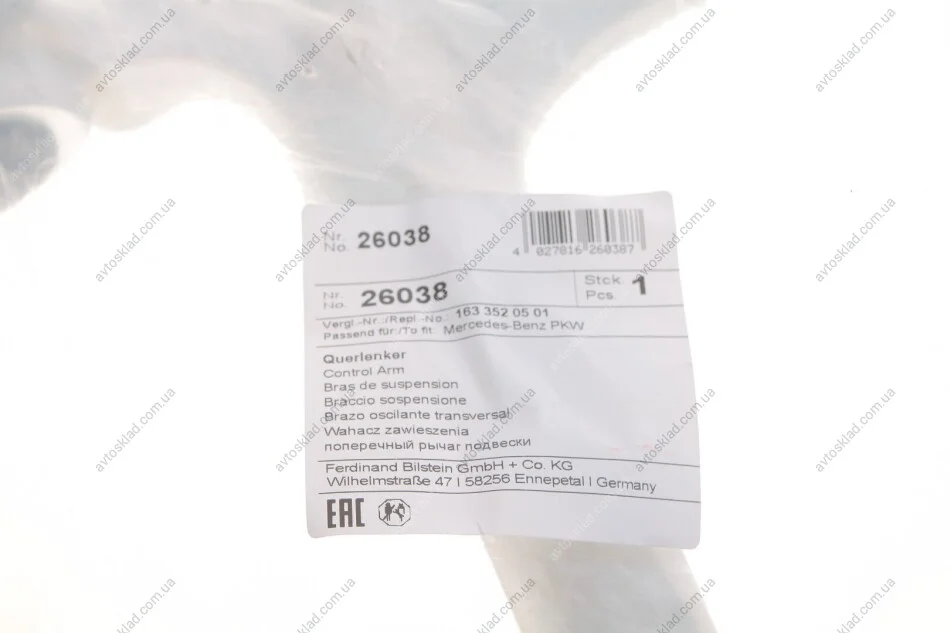 Nr.
No. 26038
4 027816 260387
Nr.
No. 26038
Stck.
Pcs. 1
Vergl.-Nr./Repl.-No.: 163 352 05 01
Passend für:/To fit: Mercedes-Benz PKW
Querlenker
Control Arm
Bras de suspension
Braccio sospensione
Brazo oscilante transversal
Wahacz zawieszenia
поперечный рычаг подвески
Ferdinand Bilstein GmbH + Co. KG
Wilhelmstraße 47 | 58256 Ennepetal | Germany
EAC
avtosklad.com.ua